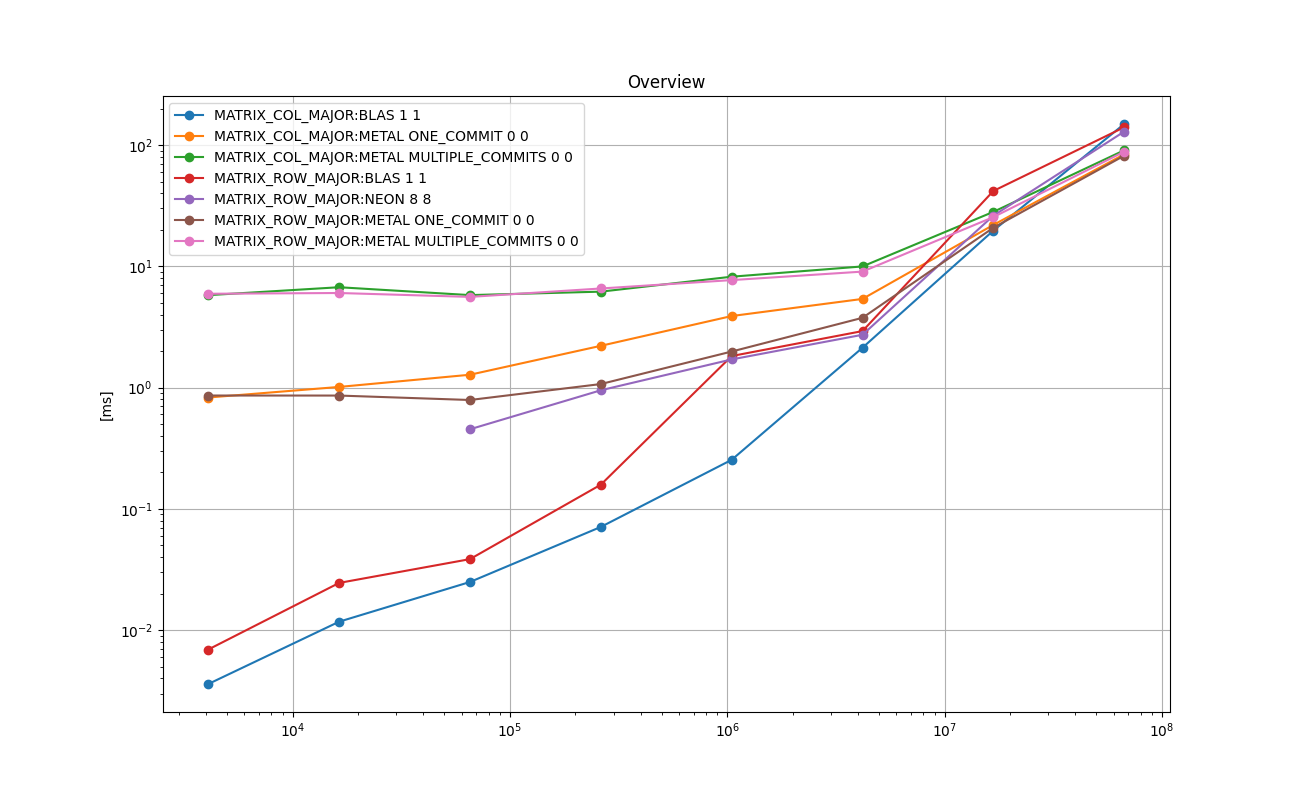 Overview
MATRIX_COL_MAJOR:BLAS 1 1
MATRIX_COL_MAJOR:METAL ONE_COMMIT 0 0
MATRIX_COL_MAJOR:METAL MULTIPLE_COMMITS 0 0
MATRIX_ROW_MAJOR:BLAS 1 1
MATRIX_ROW_MAJOR:NEON 8 8
MATRIX_ROW_MAJOR:METAL ONE_COMMIT 0 0
MATRIX_ROW_MAJOR:METAL MULTIPLE_COMMITS 0 0
10²
10¹
10⁰
10⁻¹
10⁻²
[ms]
10⁴ 10⁵ 10⁶ 10⁷ 10⁸